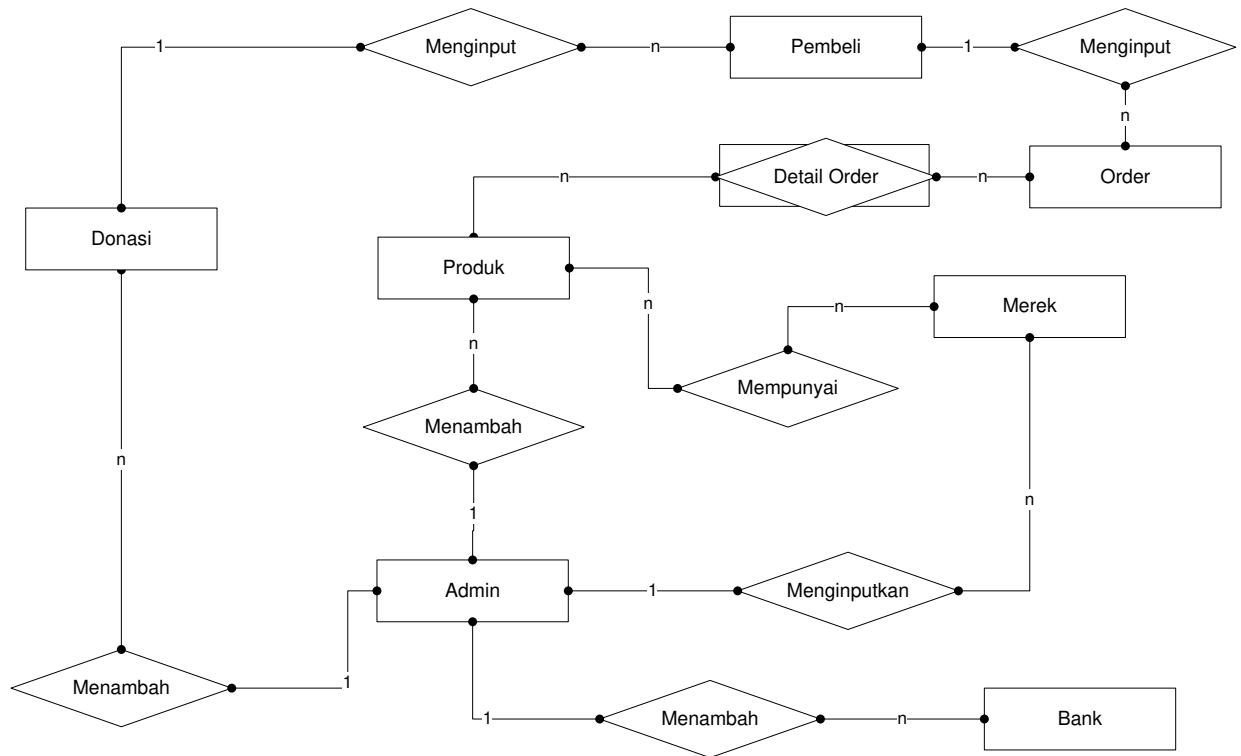 1
Menginput
n
Pembeli
1
Menginput
n
n
Detail Order
n
Order
Donasi
Produk
n
n
Merek
n
Mempunyai
Menambah
n
n
1
Admin
1
Menginputkan
Menambah
1
1
Menambah
n
Bank